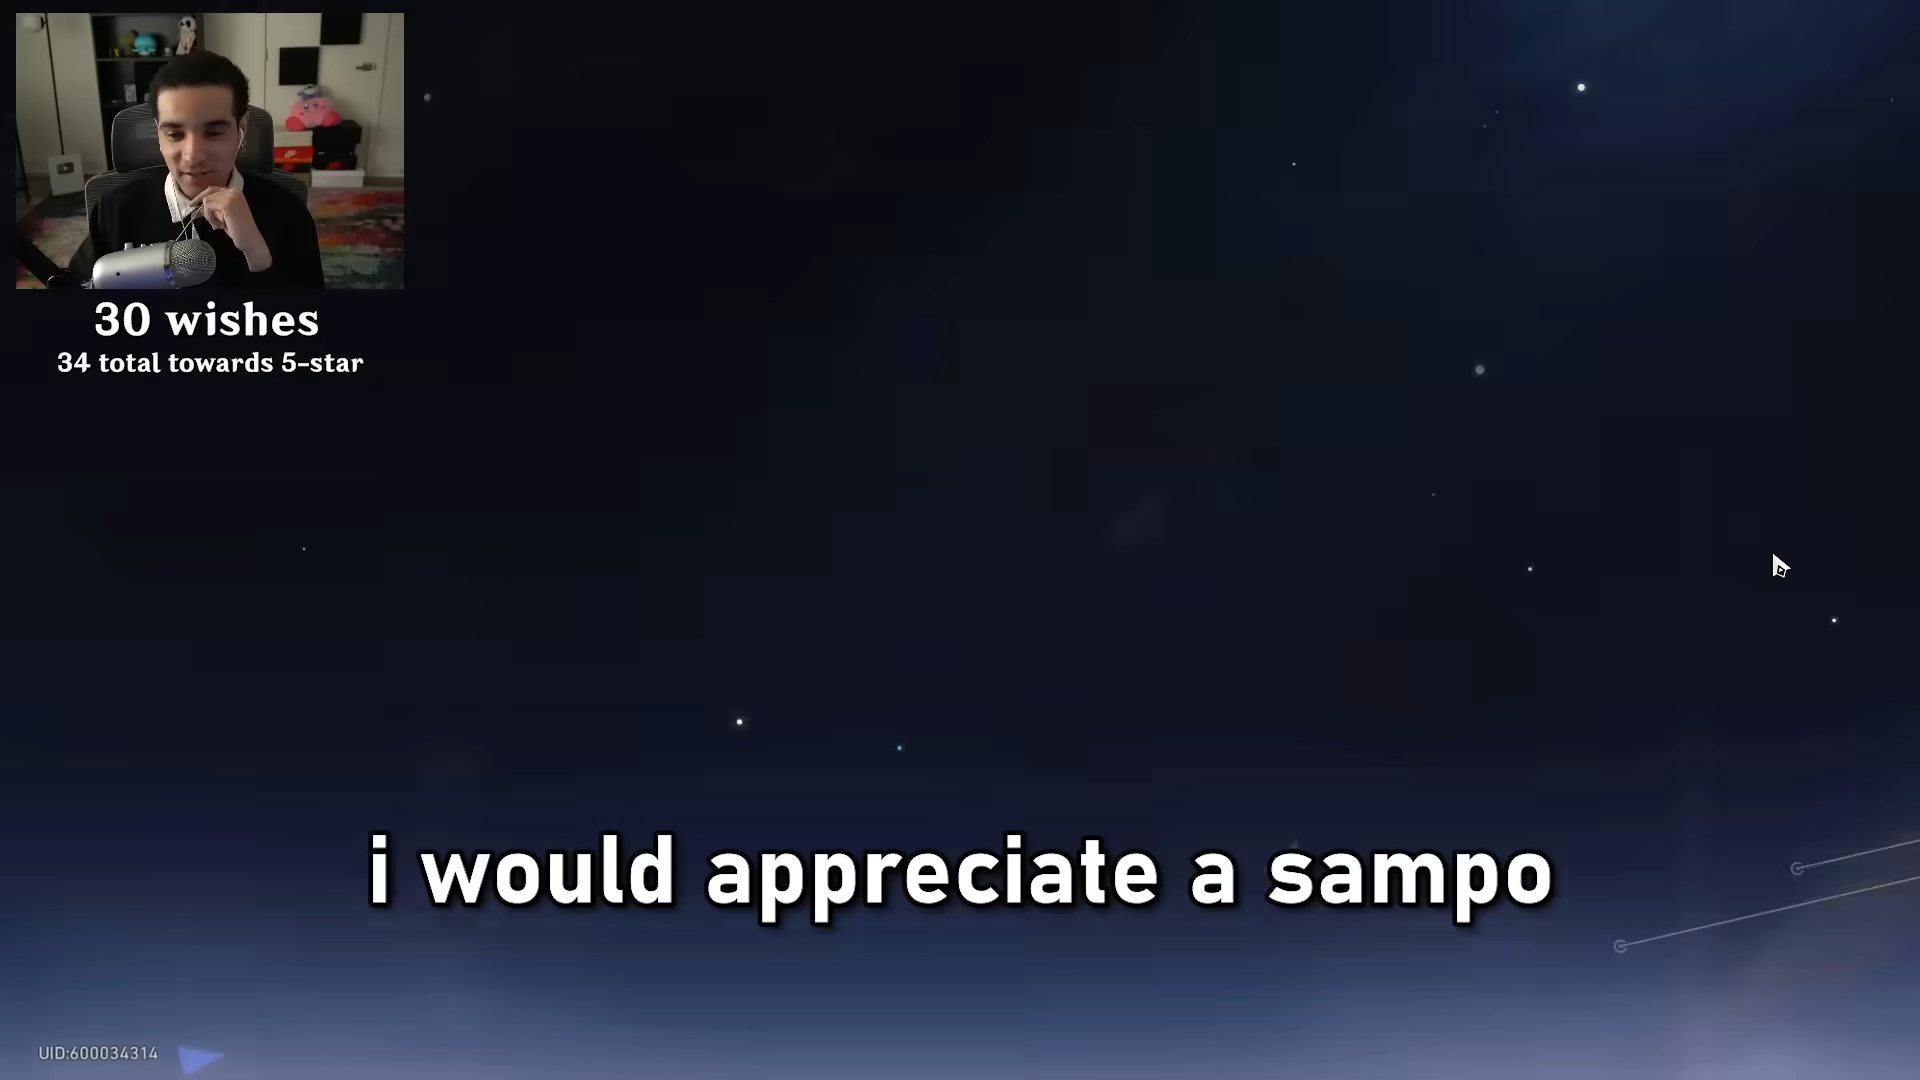 30 wishes
34 total towards 5-star
i would appreciate a sampo
UID:600034314